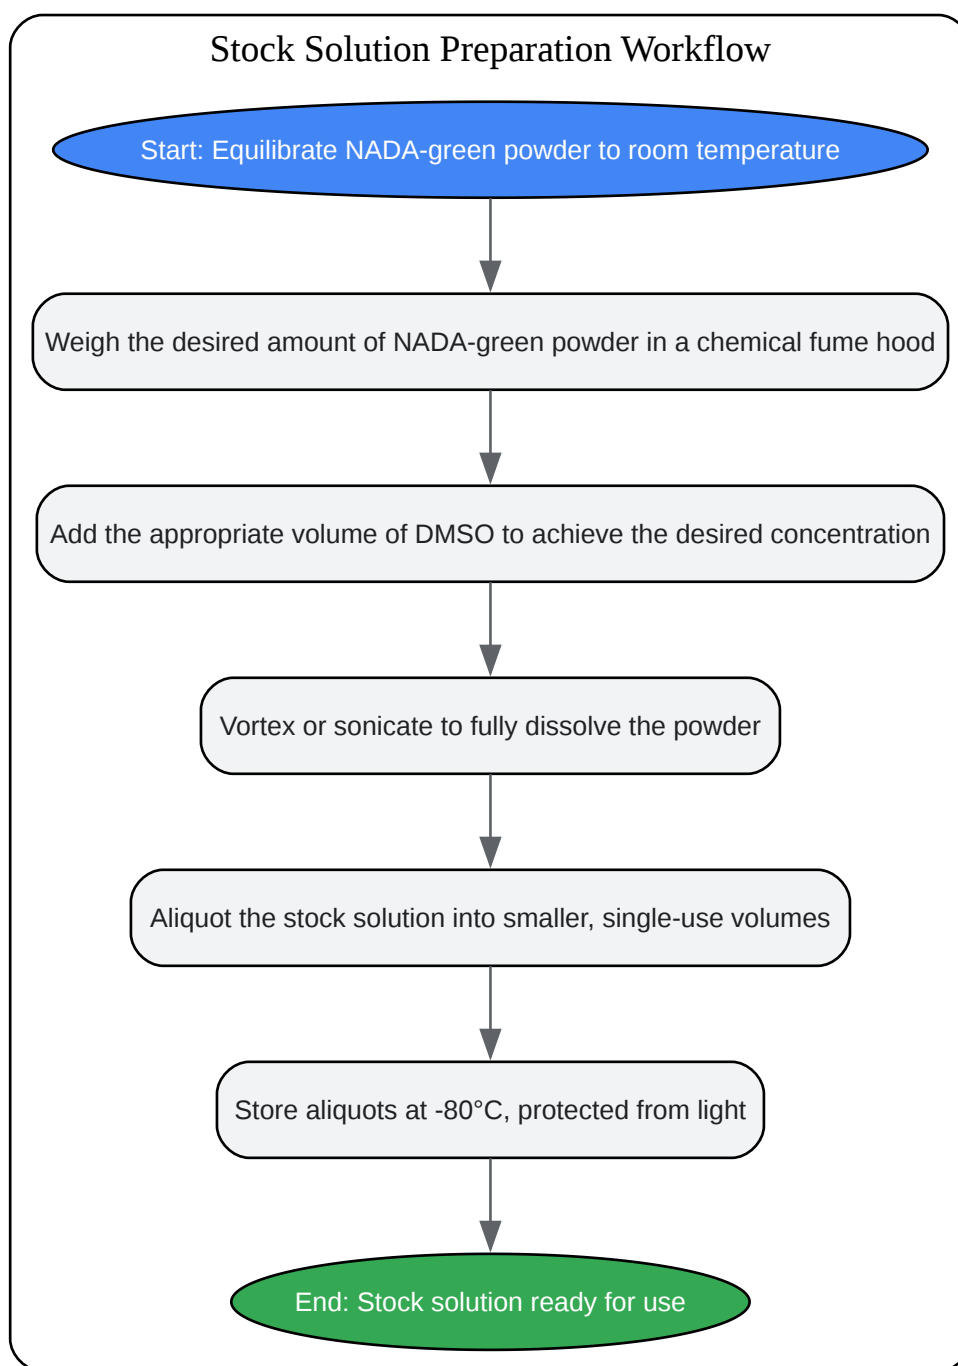 Stock Solution Preparation Workflow
Start: Equilibrate NADA-green powder to room temperature
Weigh the desired amount of NADA-green powder in a chemical fume hood
Add the appropriate volume of DMSO to achieve the desired concentration
Vortex or sonicate to fully dissolve the powder
Aliquot the stock solution into smaller, single-use volumes
Store aliquots at -80°C, protected from light
End: Stock solution ready for use